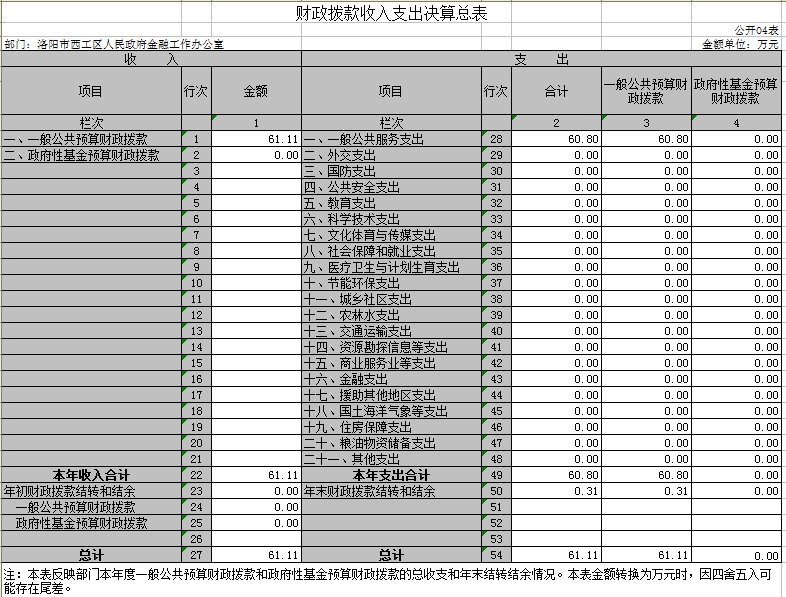 财政拨款收入支出决算总表
公开04表
部门：洛阳市西工区人民政府金融工作办公室 金额单位：万元
收 入 支 出
项目 行次 金额 项目 行次 合计 一般公共预算财政拨款 政府性基金预算财政拨款
栏次 1 栏次 2 3 4
一、一般公共预算财政拨款 1 61.11 一、一般公共服务支出 28 60.80 60.80 0.00
二、政府性基金预算财政拨款 2 0.00 二、外交支出 29 0.00 0.00 0.00
3 三、国防支出 30 0.00 0.00 0.00
4 四、公共安全支出 31 0.00 0.00 0.00
5 五、教育支出 32 0.00 0.00 0.00
6 六、科学技术支出 33 0.00 0.00 0.00
7 七、文化体育与传媒支出 34 0.00 0.00 0.00
8 八、社会保障和就业支出 35 0.00 0.00 0.00
9 九、医疗卫生与计划生育支出 36 0.00 0.00 0.00
10 十、节能环保支出 37 0.00 0.00 0.00
11 十一、城乡社区支出 38 0.00 0.00 0.00
12 十二、农林水支出 39 0.00 0.00 0.00
13 十三、交通运输支出 40 0.00 0.00 0.00
14 十四、资源勘探信息等支出 41 0.00 0.00 0.00
15 十五、商业服务业等支出 42 0.00 0.00 0.00
16 十六、金融支出 43 0.00 0.00 0.00
17 十七、援助其他地区支出 44 0.00 0.00 0.00
18 十八、国土海洋气象等支出 45 0.00 0.00 0.00
19 十九、住房保障支出 46 0.00 0.00 0.00
20 二十、粮油物资储备支出 47 0.00 0.00 0.00
21 二十一、其他支出 48 0.00 0.00 0.00
本年收入合计 22 61.11 本年支出合计 49 60.80 60.80 0.00
年初财政拨款结转和结余 23 0.00 年末财政拨款结转和结余 50 0.31 0.31 0.00
一般公共预算财政拨款 24 0.00 51
政府性基金预算财政拨款 25 0.00 52
26 53
总计 27 61.11 总计 54 61.11 61.11 0.00
注：本表反映部门本年度一般公共预算财政拨款和政府性基金预算财政拨款的总收支和年末结转结余情况。本表金额转换为万元时，因四舍五入可
能存在尾差。